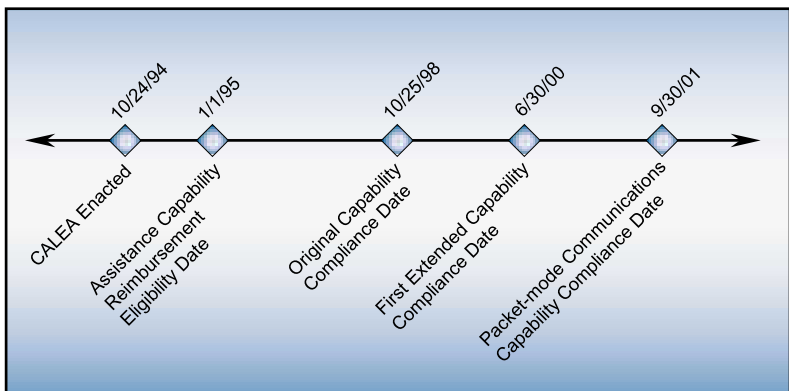 10/24/94
1/1/95
10/25/98
6/30/00
9/30/01
CALEA Enacted
Assistance Capability
Reimbursement
Eligibility Date
Original Capability
Compliance Date
First Extended Capability
Compliance Date
Packet-mode Communications
Capability Compliance Date